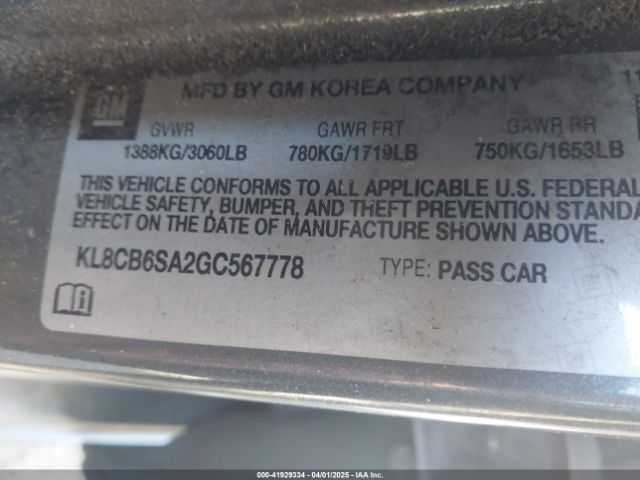 MFD BY GM KOREA COMPANY
GM
GVWR GAWR FRT GAWR RR
1388KG/3060LB 780KG/1719LB 750KG/1653LB
THIS VEHICLE CONFORMS TO ALL APPLICABLE U.S. FEDERAL
VEHICLE SAFETY, BUMPER, AND THEFT PREVENTION STANDA
EFFECT ON THE DATE OF MANUFACTURE SHOWN ABOVE.
KL8CB6SA2GC567778 TYPE: PASS CAR
000-41929334 - 04/01/2025 - IAA Inc.